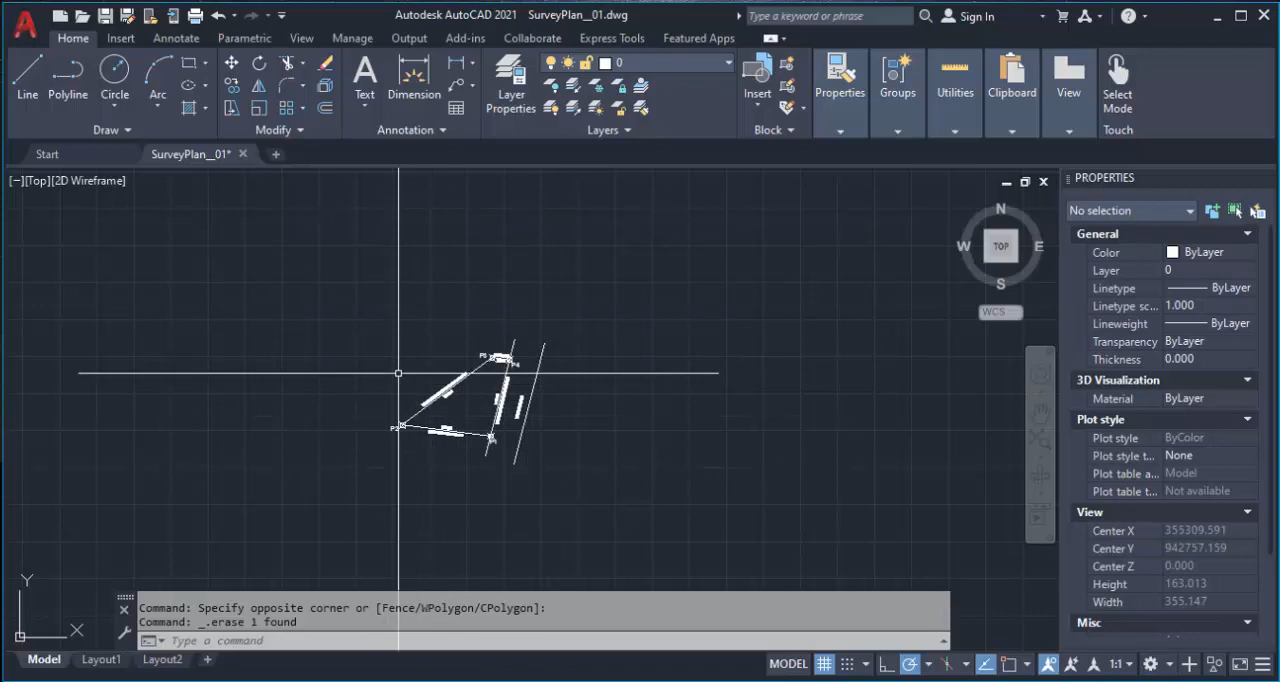 Autodesk AutoCAD 2021 SurveyPlan_01.dwg
Type a keyword or phrase
Sign In
Home Insert Annotate Parametric View Manage Output Add-ins Collaborate Express Tools Featured Apps
0
Line Polyline Circle Arc
Text Dimension
Layer Properties
Insert
Properties Groups Utilities Clipboard View
Select Mode
Draw Modify Annotation Layers Block Touch
Start SurveyPlan_01*
[−][Top][2D Wireframe]
N
W TOP E
S
WCS
P5
P4
Y
X
PROPERTIES
No selection
General
Color ByLayer
Layer 0
Linetype ByLayer
Linetype sc... 1.000
Lineweight ByLayer
Transparency ByLayer
Thickness 0.000
3D Visualization
Material ByLayer
Plot style
Plot style ByColor
Plot style t... None
Plot table a... Model
Plot table t... Not available
View
Center X 355309.591
Center Y 942757.159
Center Z 0.000
Height 163.013
Width 355.147
Misc
Command: Specify opposite corner or [Fence/WPolygon/CPolygon]:
Command: _.erase 1 found
Type a command
Model Layout1 Layout2
MODEL
1:1